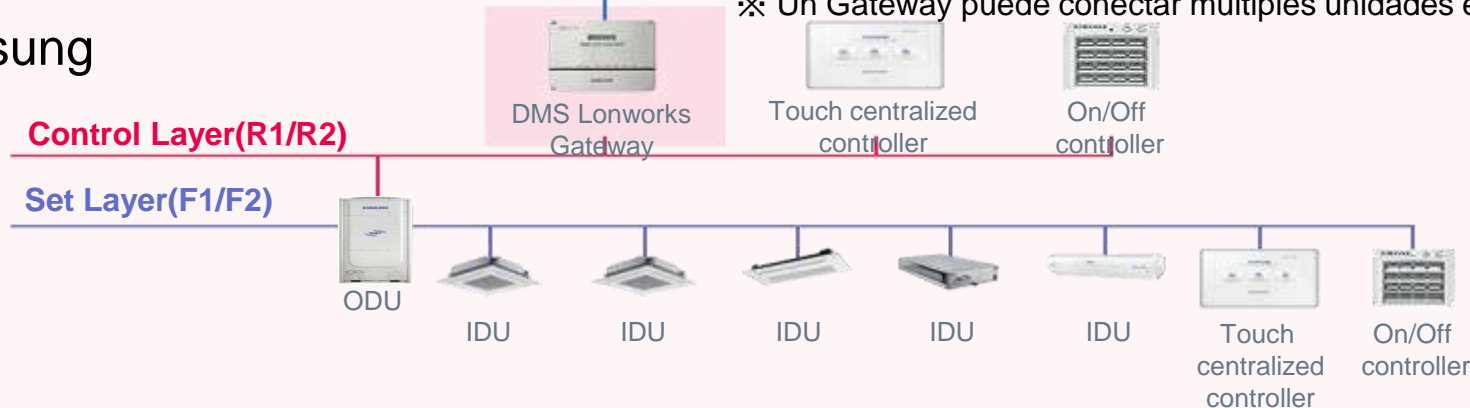 ※ Un Gateway puede conectar múltiples unidades e
sung
DMS Lonworks
Gateway
Touch centralized
controller
On/Off
controller
Control Layer(R1/R2)
Set Layer(F1/F2)
ODU
IDU
IDU
IDU
IDU
IDU
Touch
centralized
controller
On/Off
controller